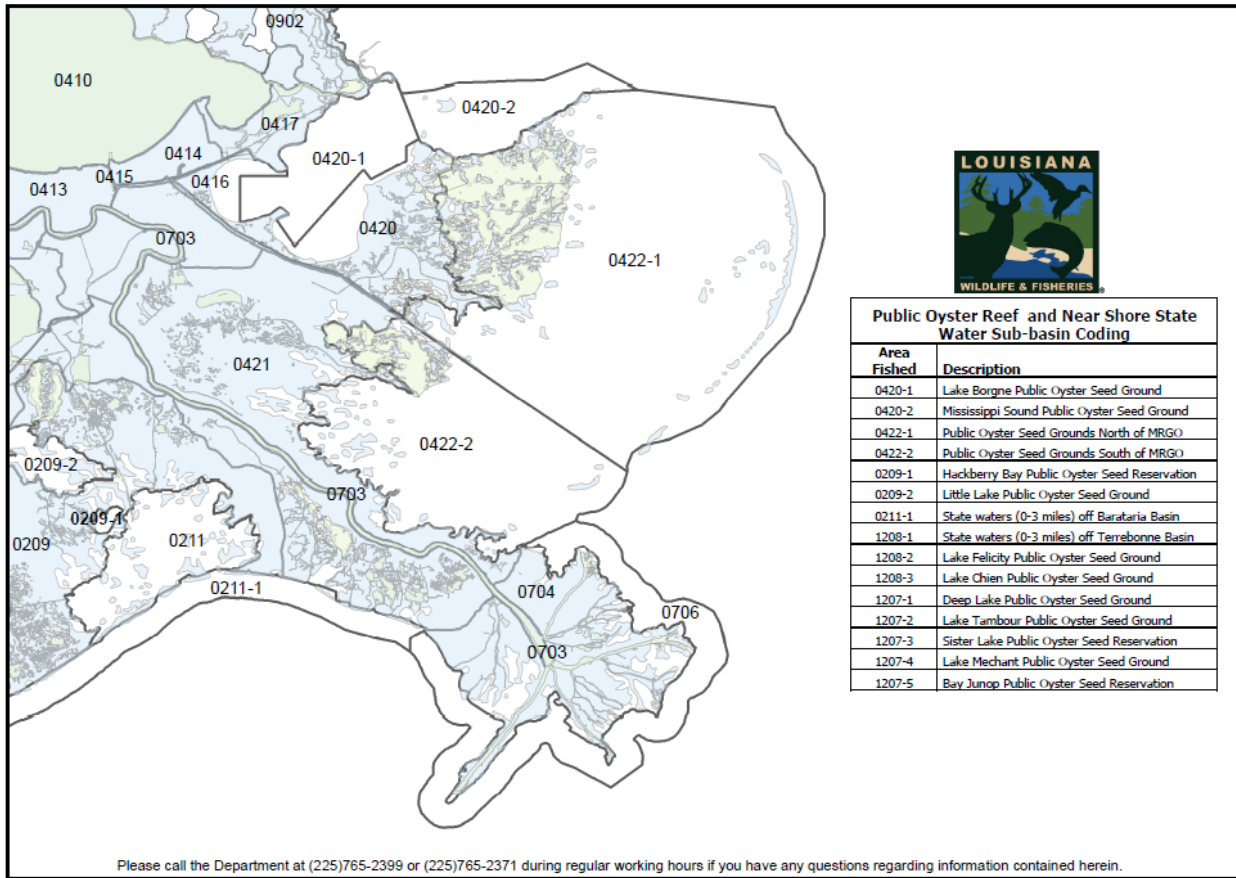 0902
0410
0420-2
0417
0414
0420-1
0415
0416
0413
0420
0703
0422-1
0421
0422-2
0209-2
0703
0209-1
0211
0209
0211-1
0704
0706
0703
LOUISIANA
WILDLIFE & FISHERIES
®
Public Oyster Reef and Near Shore State
Water Sub-basin Coding
Area
Fished Description
0420-1 Lake Borgne Public Oyster Seed Ground
0420-2 Mississippi Sound Public Oyster Seed Ground
0422-1 Public Oyster Seed Grounds North of MRGO
0422-2 Public Oyster Seed Grounds South of MRGO
0209-1 Hackberry Bay Public Oyster Seed Reservation
0209-2 Little Lake Public Oyster Seed Ground
0211-1 State waters (0-3 miles) off Barataria Basin
1208-1 State waters (0-3 miles) off Terrebonne Basin
1208-2 Lake Felicity Public Oyster Seed Ground
1208-3 Lake Chien Public Oyster Seed Ground
1207-1 Deep Lake Public Oyster Seed Ground
1207-2 Lake Tambour Public Oyster Seed Ground
1207-3 Sister Lake Public Oyster Seed Reservation
1207-4 Lake Mechant Public Oyster Seed Ground
1207-5 Bay Junop Public Oyster Seed Reservation
Please call the Department at (225)765-2399 or (225)765-2371 during regular working hours if you have any questions regarding information contained herein.